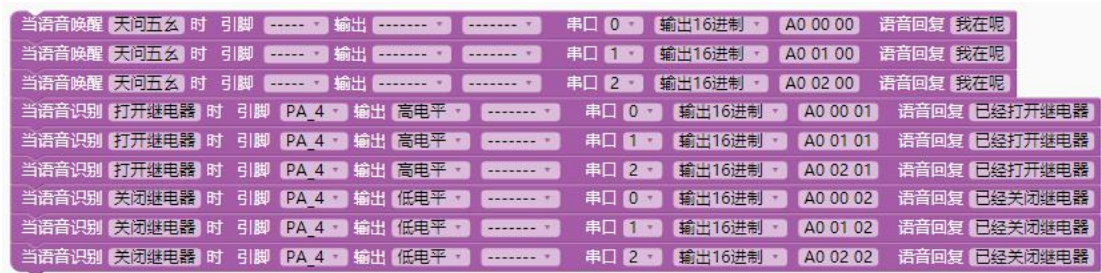 当语音唤醒 天问五幺 时 引脚 ----- 输出 ------- ------- 串口 0 输出16进制 A0 00 00 语音回复 我在呢
当语音唤醒 天问五幺 时 引脚 ----- 输出 ------- ------- 串口 1 输出16进制 A0 01 00 语音回复 我在呢
当语音唤醒 天问五幺 时 引脚 ----- 输出 ------- ------- 串口 2 输出16进制 A0 02 00 语音回复 我在呢
当语音识别 打开继电器 时 引脚 PA_4 输出 高电平 ------- 串口 0 输出16进制 A0 00 01 语音回复 已经打开继电器
当语音识别 打开继电器 时 引脚 PA_4 输出 高电平 ------- 串口 1 输出16进制 A0 01 01 语音回复 已经打开继电器
当语音识别 打开继电器 时 引脚 PA_4 输出 高电平 ------- 串口 2 输出16进制 A0 02 01 语音回复 已经打开继电器
当语音识别 关闭继电器 时 引脚 PA_4 输出 低电平 ------- 串口 0 输出16进制 A0 00 02 语音回复 已经关闭继电器
当语音识别 关闭继电器 时 引脚 PA_4 输出 低电平 ------- 串口 1 输出16进制 A0 01 02 语音回复 已经关闭继电器
当语音识别 关闭继电器 时 引脚 PA_4 输出 低电平 ------- 串口 2 输出16进制 A0 02 02 语音回复 已经关闭继电器